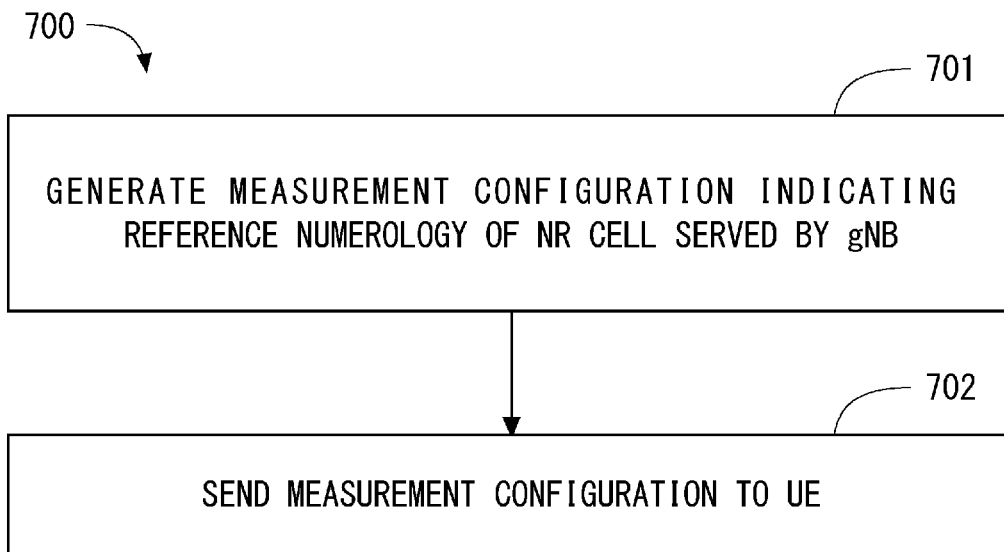 700
701
GENERATE MEASUREMENT CONFIGURATION INDICATING
REFERENCE NUMEROLOGY OF NR CELL SERVED BY gNB
702
SEND MEASUREMENT CONFIGURATION TO UE